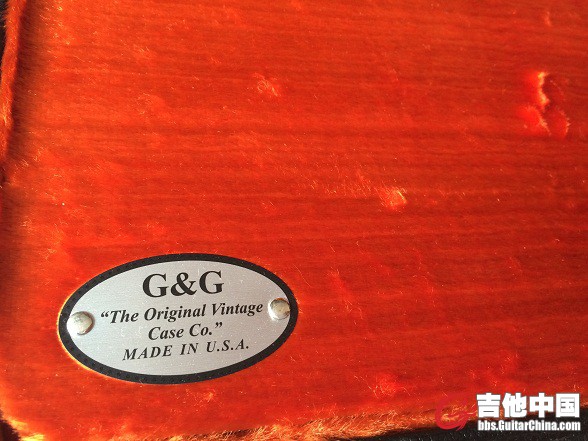 G&G
“The Original Vintage
Case Co.”
MADE IN U.S.A.
吉他中国
bbs.GuitarChina.com